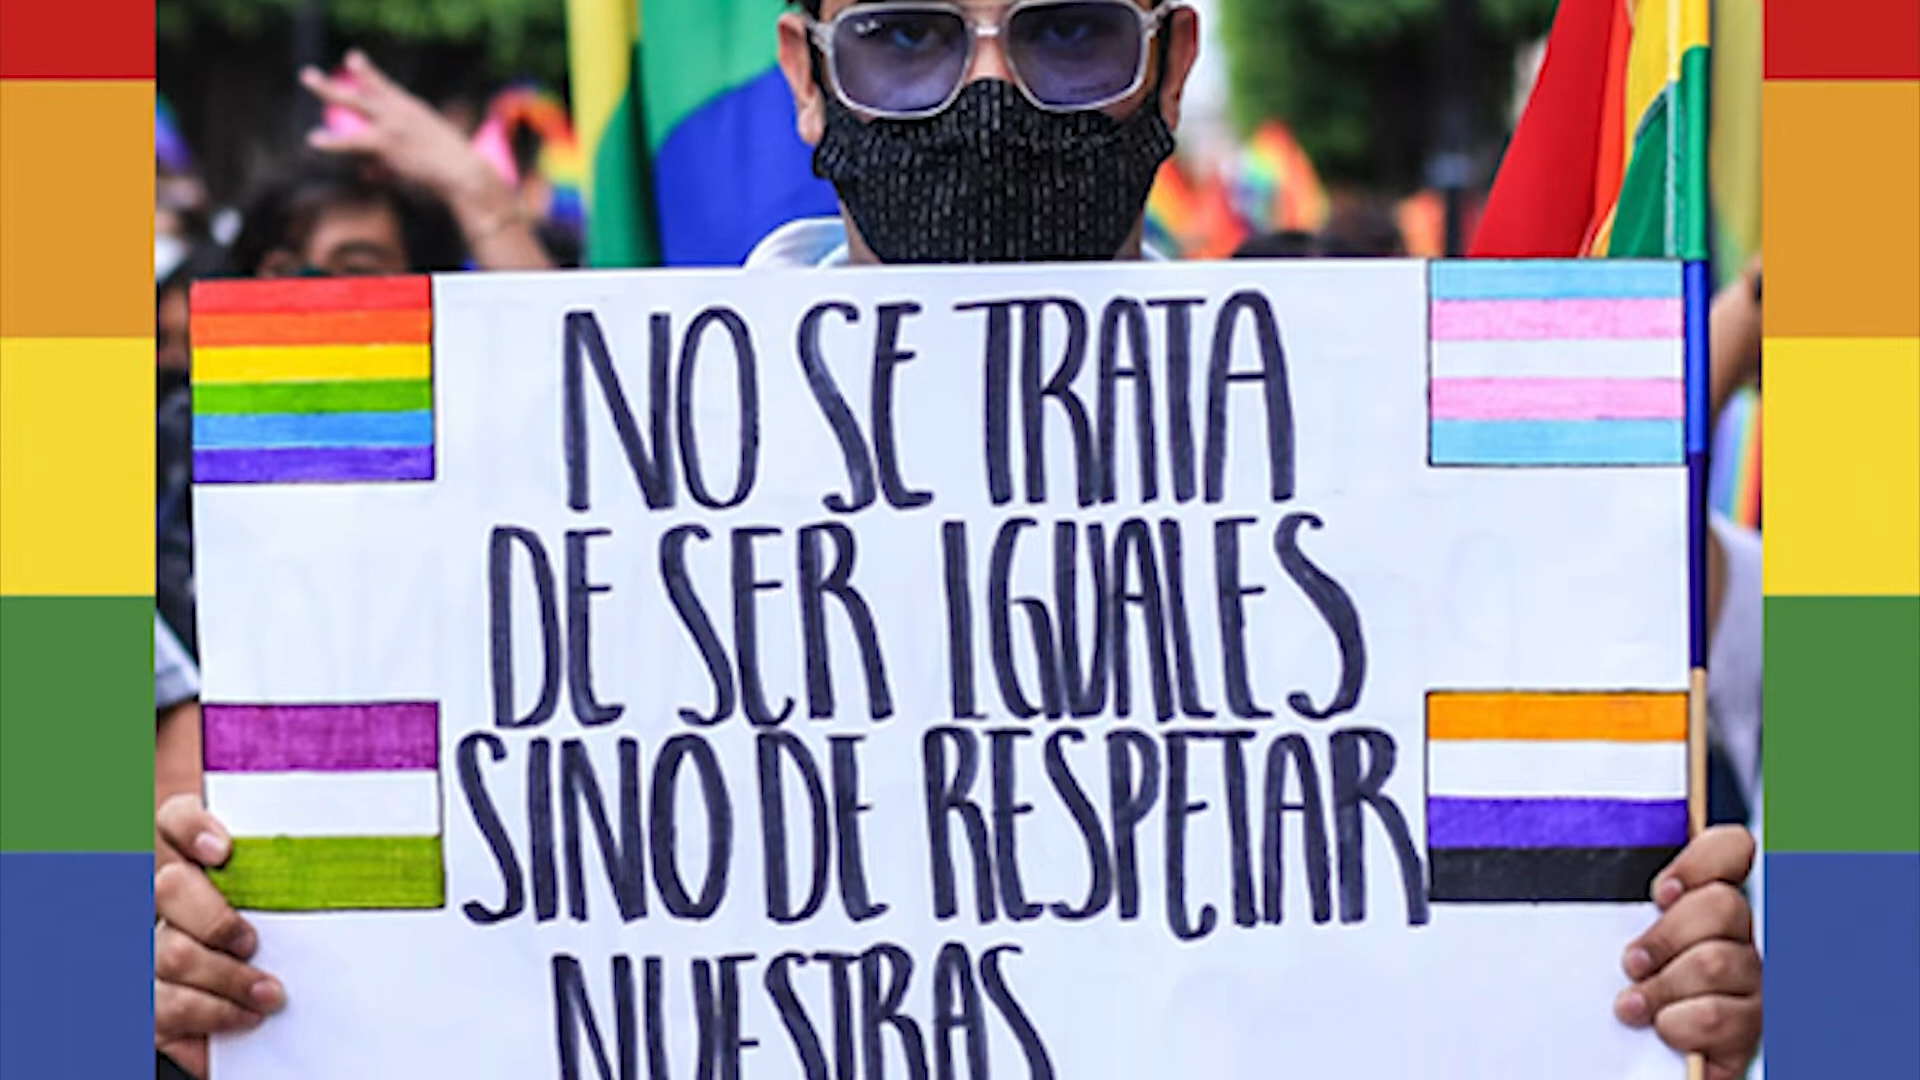 NO SE TRATA
DE SER IGUALES
SINO DE RESPETAR
NUESTRAS